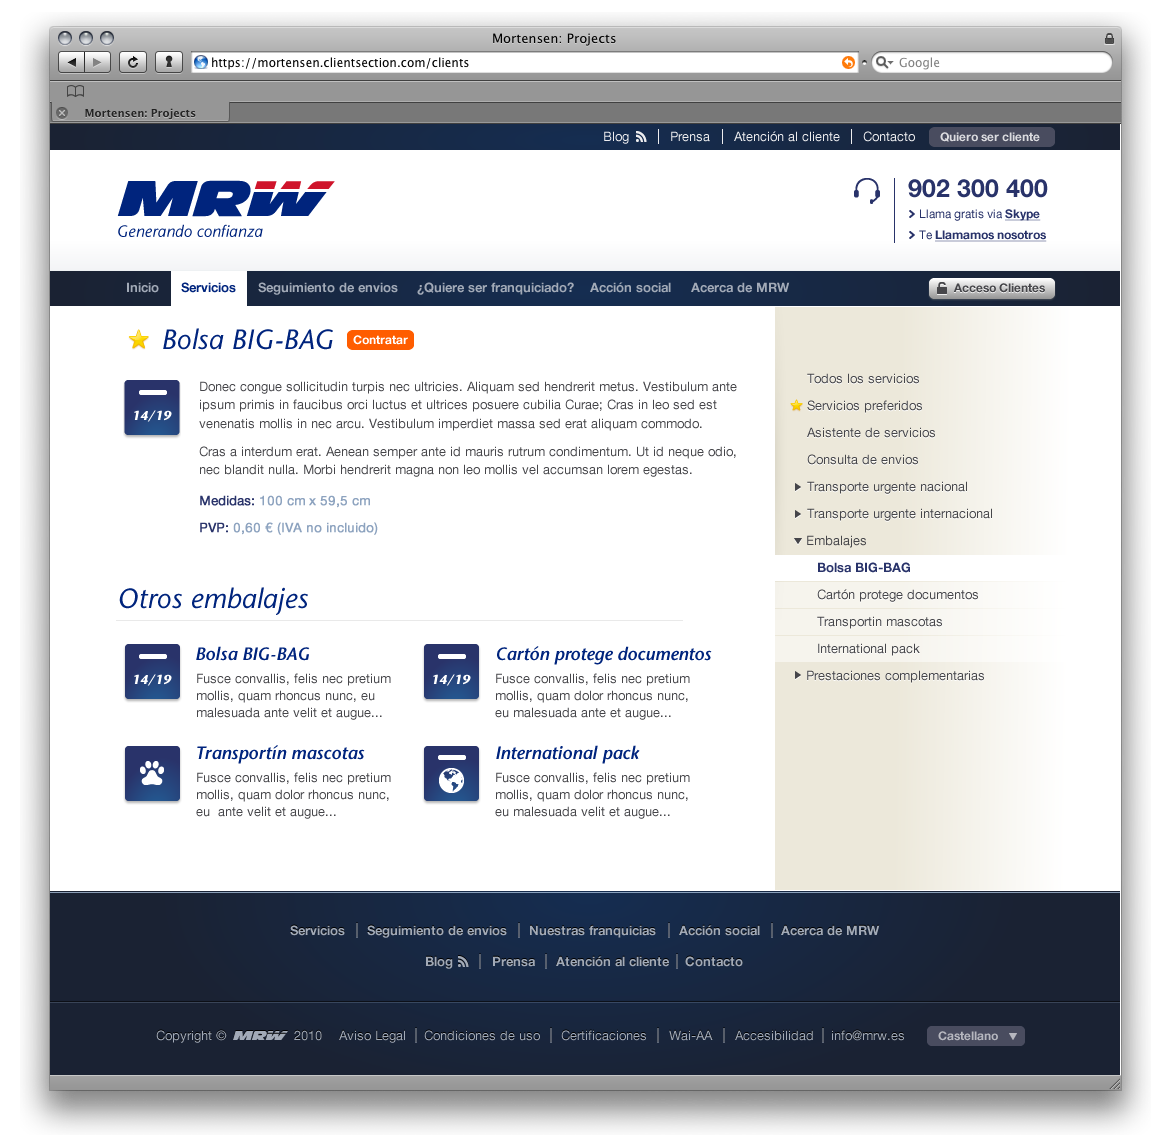 Mortensen: Projects
https://mortensen.clientsection.com/clients
Google
Mortensen: Projects
Blog Prensa Atención al cliente Contacto Quiero ser cliente
MRW
Generando confianza
902 300 400
Llama gratis via Skype
Te Llamamos nosotros
Inicio Servicios Seguimiento de envios ¿Quiere ser franquiciado? Acción social Acerca de MRW Acceso Clientes
Bolsa BIG-BAG Contratar
14/19
Donec congue sollicitudin turpis nec ultricies. Aliquam sed hendrerit metus. Vestibulum ante
ipsum primis in faucibus orci luctus et ultrices posuere cubilia Curae; Cras in leo sed est
venenatis mollis in nec arcu. Vestibulum imperdiet massa sed erat aliquam commodo.
Cras a interdum erat. Aenean semper ante id mauris rutrum condimentum. Ut id neque odio,
nec blandit nulla. Morbi hendrerit magna non leo mollis vel accumsan lorem egestas.
Medidas: 100 cm x 59,5 cm
PVP: 0,60 € (IVA no incluido)
Otros embalajes
14/19
Bolsa BIG-BAG
Fusce convallis, felis nec pretium
mollis, quam rhoncus nunc, eu
malesuada ante velit et augue...
14/19
Cartón protege documentos
Fusce convallis, felis nec pretium
mollis, quam dolor rhoncus nunc,
eu malesuada ante et augue...
Transportín mascotas
Fusce convallis, felis nec pretium
mollis, quam dolor rhoncus nunc,
eu ante velit et augue...
International pack
Fusce convallis, felis nec pretium
mollis, quam dolor rhoncus nunc,
eu malesuada velit et augue...
Todos los servicios
Servicios preferidos
Asistente de servicios
Consulta de envios
Transporte urgente nacional
Transporte urgente internacional
Embalajes
Bolsa BIG-BAG
Cartón protege documentos
Transportin mascotas
International pack
Prestaciones complementarias
Servicios Seguimiento de envios Nuestras franquicias Acción social Acerca de MRW
Blog Prensa Atención al cliente Contacto
Copyright © MRW 2010 Aviso Legal Condiciones de uso Certificaciones Wai-AA Accesibilidad info@mrw.es Castellano